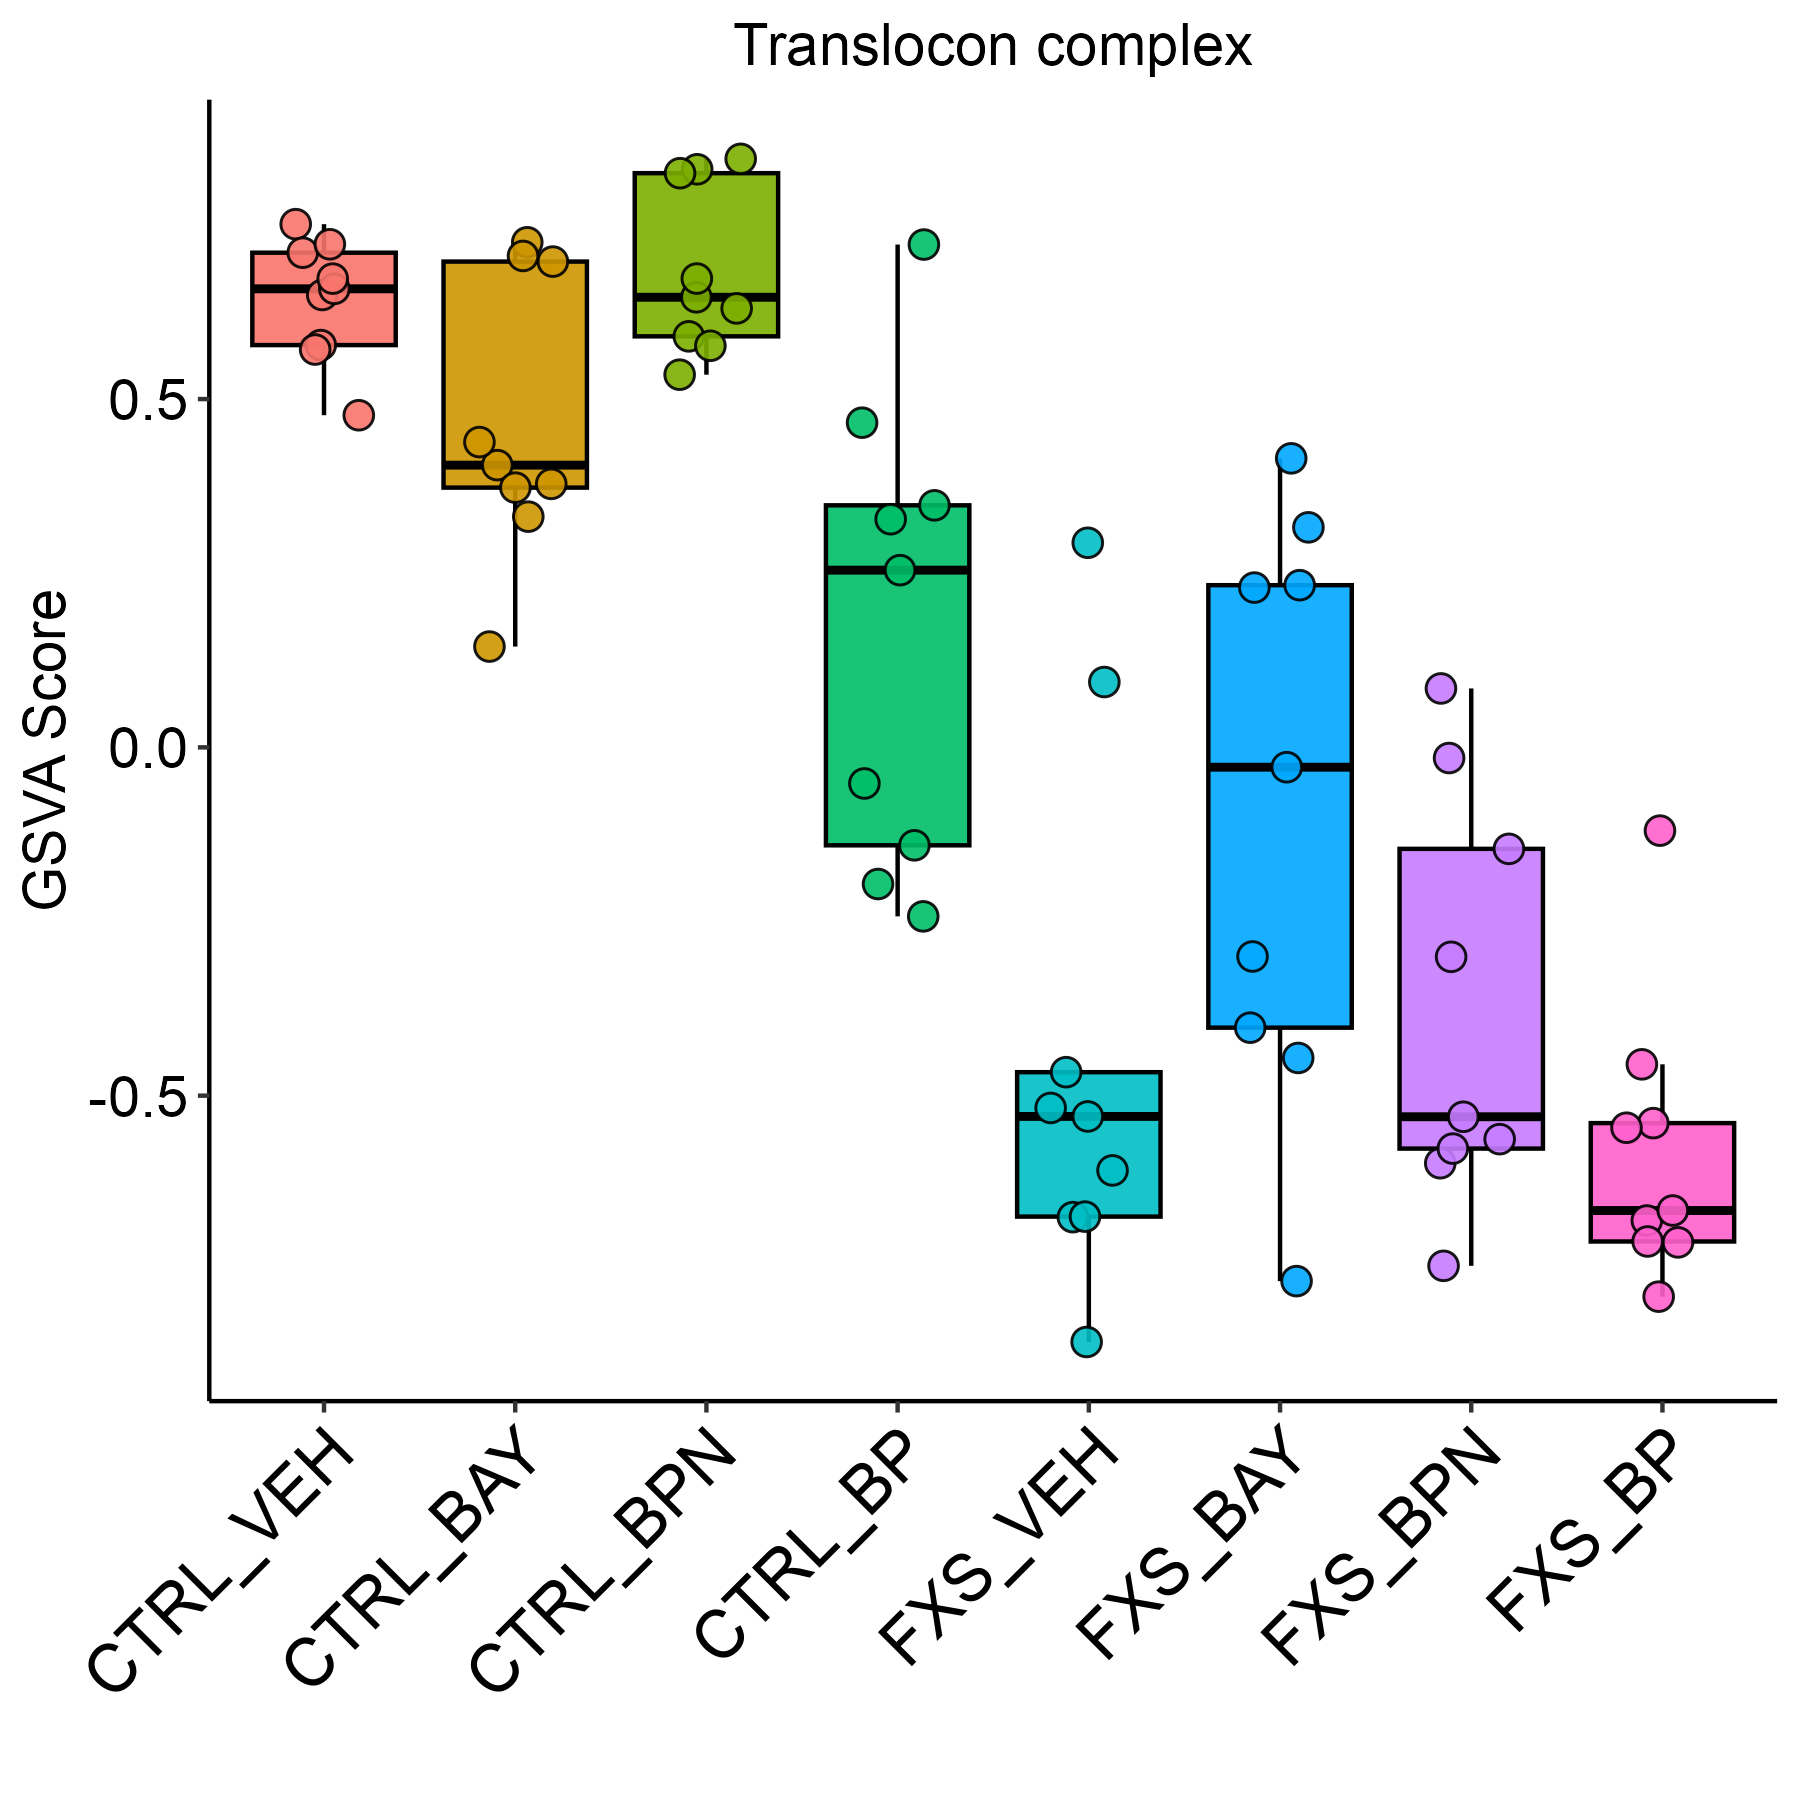 Translocon complex
GSVA Score
0.5
0.0
-0.5
CTRL_VEH
CTRL_BAY
CTRL_BPN
CTRL_BP
FXS_VEH
FXS_BAY
FXS_BPN
FXS_BP